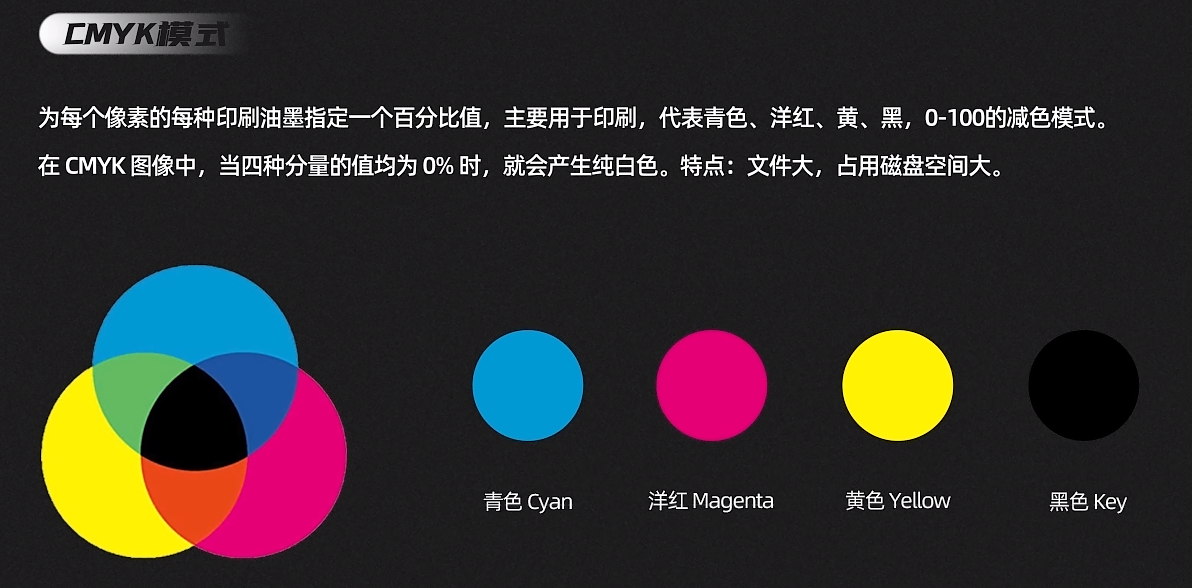 CMYK模式
为每个像素的每种印刷油墨指定一个百分比值，主要用于印刷，代表青色、洋红、黄、黑，0-100的减色模式。
在 CMYK 图像中，当四种分量的值均为 0% 时，就会产生纯白色。特点：文件大，占用磁盘空间大。
青色 Cyan
洋红 Magenta
黄色 Yellow
黑色 Key